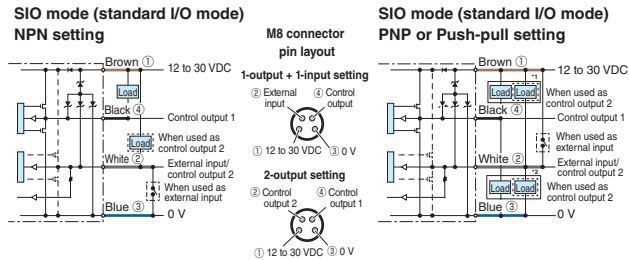 SIO mode (standard I/O mode)
NPN setting
Brown ①
12 to 30 VDC
Load
Black ④
Control output 1
Load
When used as
control output 2
White ②
External input/
control output 2
When used as
external input
Blue ③
0 V
M8 connector
pin layout
1-output + 1-input setting
② External
input
④ Control
output
① 12 to 30 VDC
③ 0 V
2-output setting
② Control
output 2
④ Control
output 1
① 12 to 30 VDC
③ 0 V
SIO mode (standard I/O mode)
PNP or Push-pull setting
Brown ①
12 to 30 VDC
*1
Load Load
When used as
control output 2
Black ④
Control output 1
When used as
external input
White ②
External input/
control output 2
*2
Load Load
When used as
control output 2
Blue ③
0 V